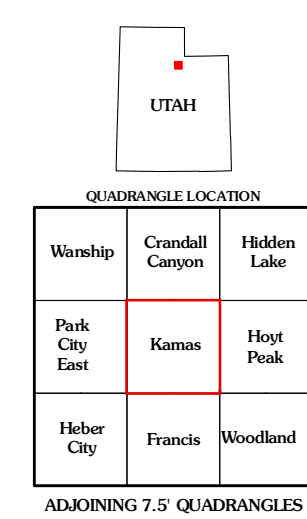 UTAH
QUADRANGLE LOCATION
Wanship
Crandall
Canyon
Hidden
Lake
Park
City
East
Kamas
Hoyt
Peak
Heber
City
Francis
Woodland
ADJOINING 7.5' QUADRANGLES